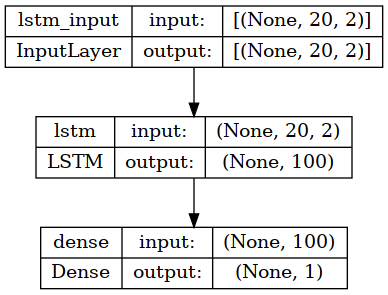 lstm_input input: [(None, 20, 2)]
InputLayer output: [(None, 20, 2)]
lstm input: (None, 20, 2)
LSTM output: (None, 100)
dense input: (None, 100)
Dense output: (None, 1)